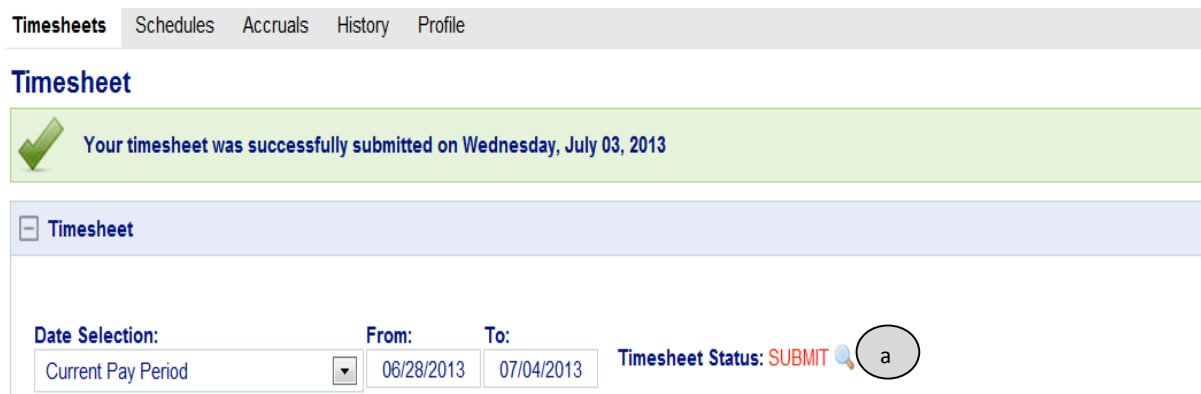 Timesheets Schedules Accruals History Profile
Timesheet
Your timesheet was successfully submitted on Wednesday, July 03, 2013
Timesheet
Date Selection: From: To:
Current Pay Period 06/28/2013 07/04/2013 Timesheet Status: SUBMIT a